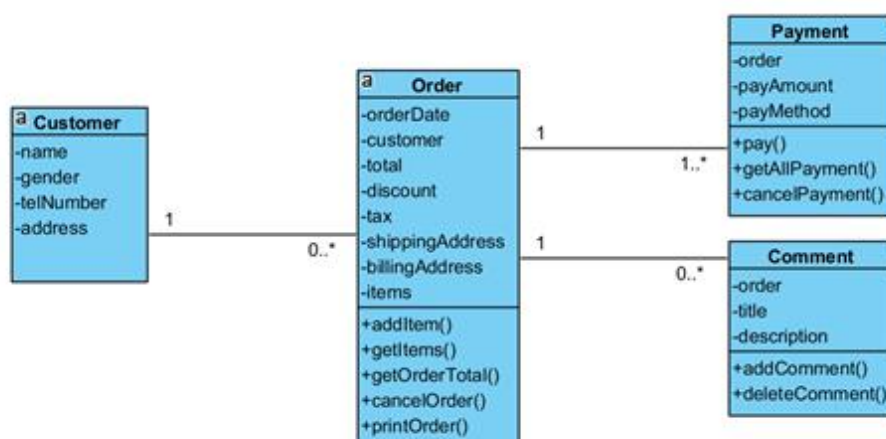 a Customer
-name
-gender
-telNumber
-address
1
0..*
a Order
-orderDate
-customer
-total
-discount
-tax
-shippingAddress
-billingAddress
-items
+addItem()
+getItems()
+getOrderTotal()
+cancelOrder()
+printOrder()
1
1..*
Payment
-order
-payAmount
-payMethod
+pay()
+getAllPayment()
+cancelPayment()
1
0..*
Comment
-order
-title
-description
+addComment()
+deleteComment()